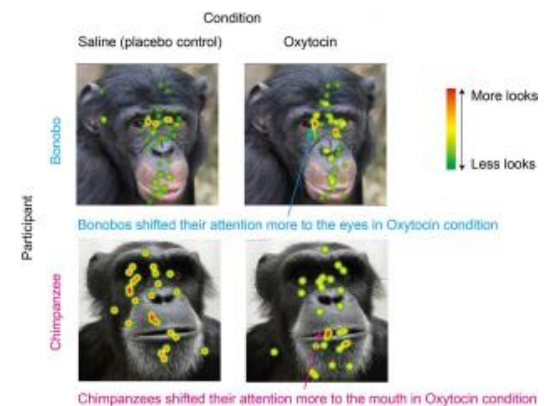 Condition
Saline (placebo control)
Oxytocin
More looks
Less looks
Participant
Bonobo
Bonobos shifted their attention more to the eyes in Oxytocin condition
Chimpanzee
Chimpanzees shifted their attention more to the mouth in Oxytocin condition